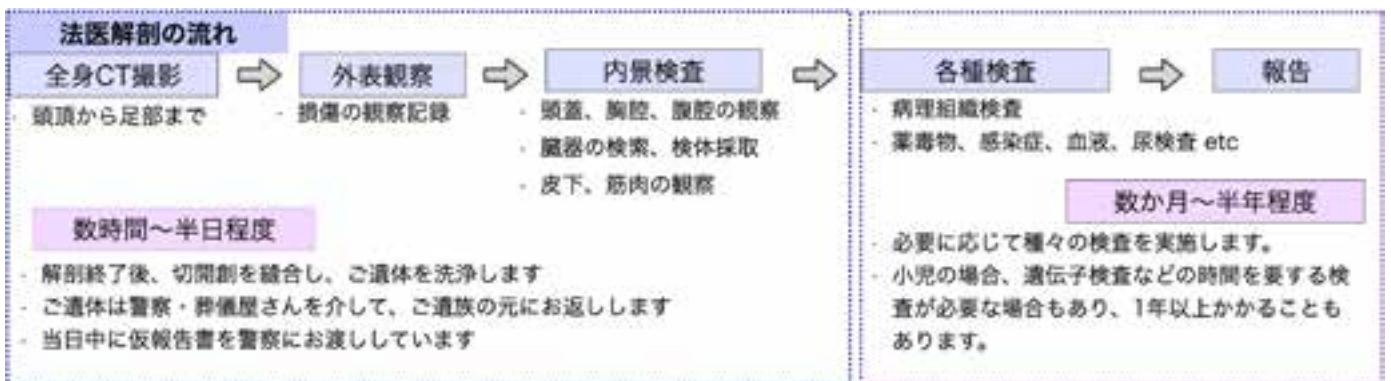 法医解剖の流れ
全身CT撮影 ⇨ 外表観察 ⇨ 内景検査 ⇨
- 頭頂から足部まで
- 損傷の観察記録
- 頭蓋、胸腔、腹腔の観察
- 臓器の検索、検体採取
- 皮下、筋肉の観察
数時間〜半日程度
- 解剖終了後、切開創を縫合し、ご遺体を洗浄します
- ご遺体は警察・葬儀屋さんを介して、ご遺族の元にお返しします
- 当日中に仮報告書を警察にお渡ししています
各種検査 ⇨ 報告
- 病理組織検査
- 薬毒物、感染症、血液、尿検査 etc
数か月〜半年程度
- 必要に応じて種々の検査を実施します。
- 小児の場合、遺伝子検査などの時間を要する検
査が必要な場合もあり、1年以上かかることも
あります。